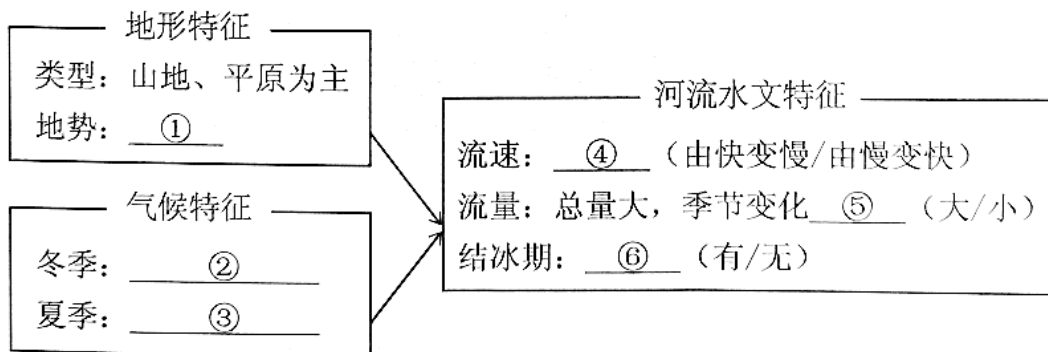 地形特征
类型：山地、平原为主
地势：①
气候特征
冬季：②
夏季：③
河流水文特征
流速：④（由快变慢/由慢变快）
流量：总量大，季节变化⑤（大/小）
结冰期：⑥（有/无）